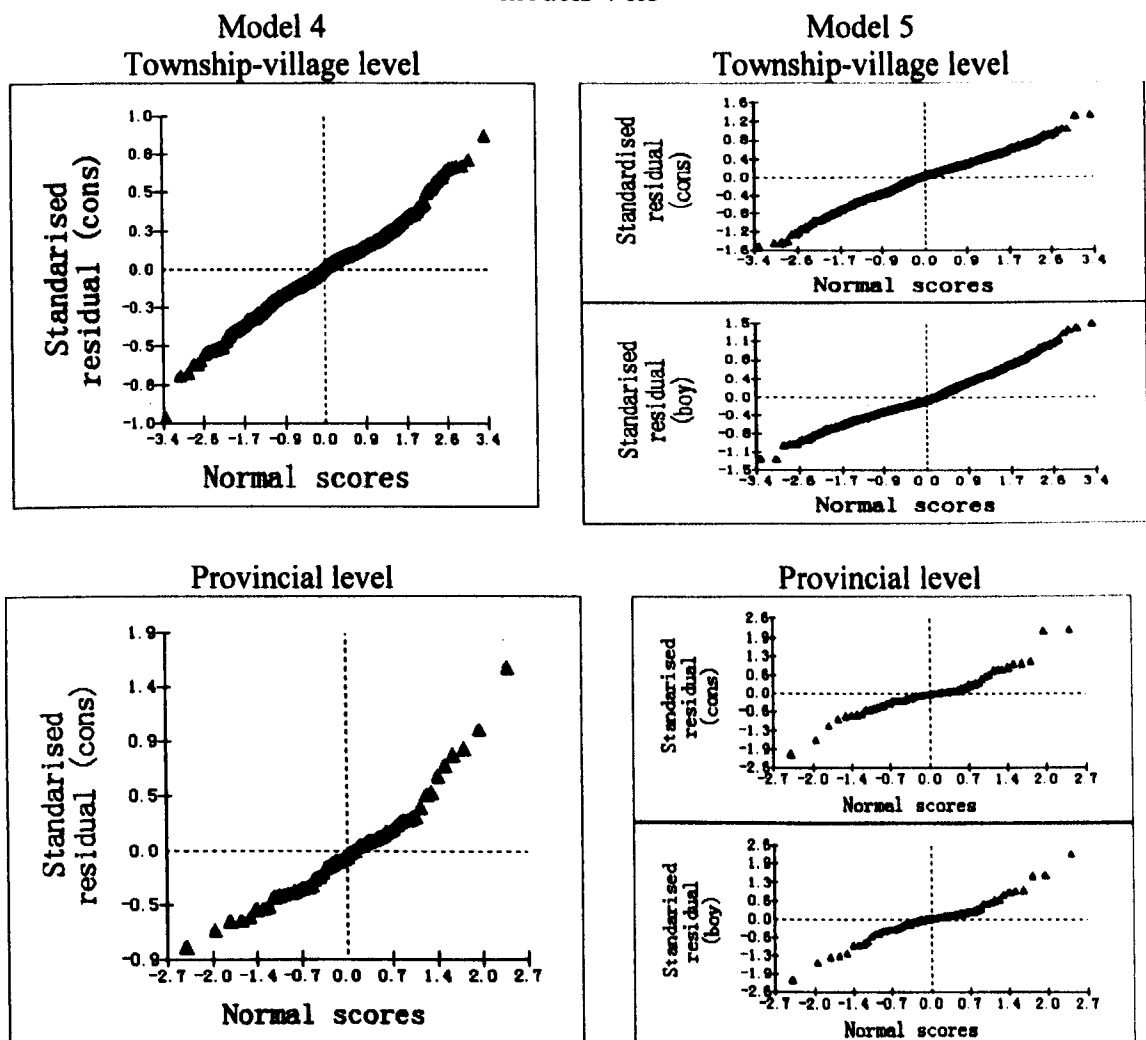 Model 4
Township-village level
Standarised
residual (cons)
1.0
0.8
0.5
0.3
0.0
-0.3
-0.5
-0.8
-1.0
-3.4 -2.6 -1.7 -0.9 0.0 0.9 1.7 2.6 3.4
Normal scores
Model 5
Township-village level
Standardised
residual
(cons)
1.6
1.2
0.8
0.4
0.0
-0.4
-0.8
-1.2
-1.6
-3.4 -2.6 -1.7 -0.9 0.0 0.9 1.7 2.6 3.4
Normal scores
Standarised
residual
(boy)
1.5
1.1
0.8
0.4
0.0
-0.4
-0.8
-1.1
-1.5
-3.4 -2.6 -1.7 -0.9 0.0 0.9 1.7 2.6 3.4
Normal scores
Provincial level
Standarised
residual (cons)
1.9
1.4
0.9
0.5
0.0
-0.5
-0.9
-2.7 -2.0 -1.4 -0.7 0.0 0.7 1.4 2.0 2.7
Normal scores
Provincial level
Standarised
residual
(cons)
2.6
1.9
1.3
0.6
0.0
-0.6
-1.3
-1.9
-2.6
-2.7 -2.0 -1.4 -0.7 0.0 0.7 1.4 2.0 2.7
Normal scores
Standarised
residual
(boy)
2.6
1.9
1.3
0.6
0.0
-0.6
-1.3
-1.9
-2.6
-2.7 -2.0 -1.4 -0.7 0.0 0.7 1.4 2.0 2.7
Normal scores